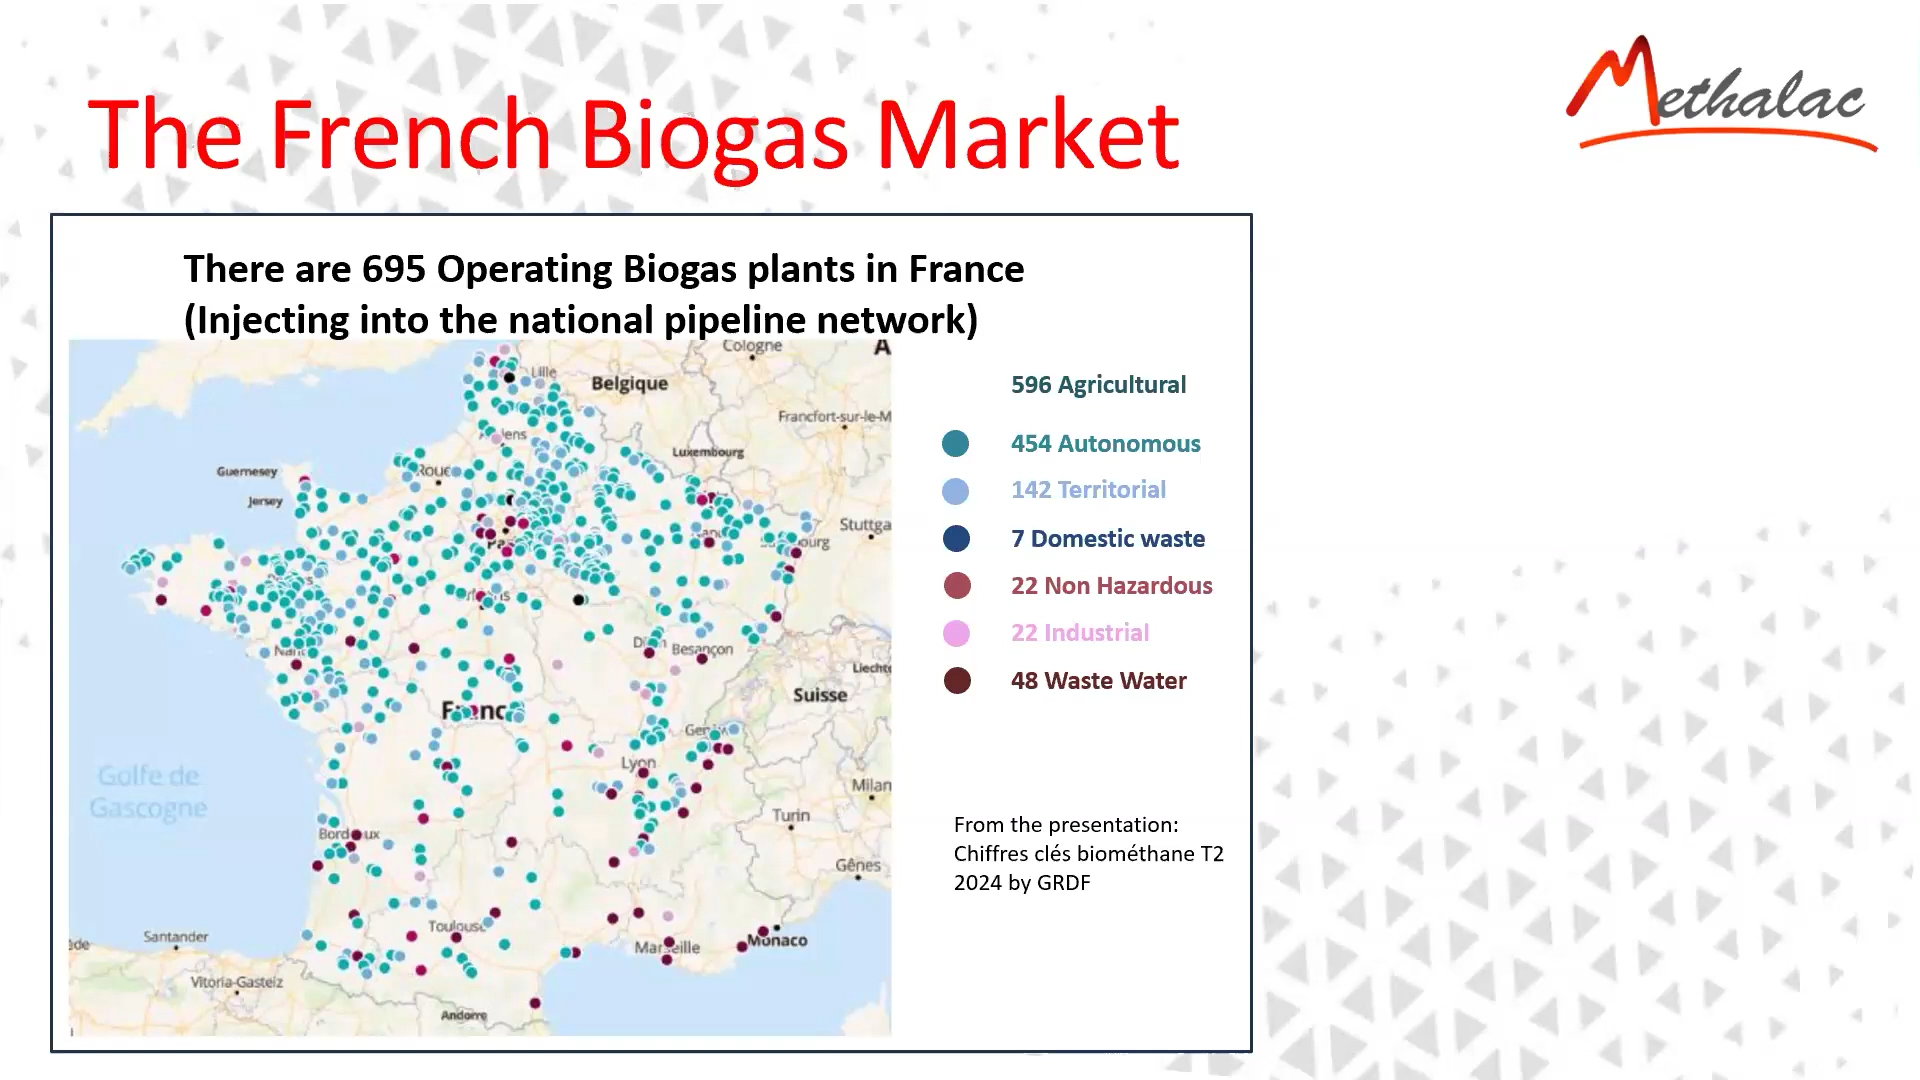 The French Biogas Market
Methalac
There are 695 Operating Biogas plants in France
(Injecting into the national pipeline network)
Cologne
A
Lille
Belgique
Francfort-sur-le-M
Luxembourg
Guernesey
Jersey
Stuttga
Besançon
Liechte
Suisse
Lyon
Milan
Turin
Golfe de
Gascogne
Gênes
Toulouse
Santander
Marseille
Monaco
Vitoria-Gasteiz
Andorre
596 Agricultural
454 Autonomous
142 Territorial
7 Domestic waste
22 Non Hazardous
22 Industrial
48 Waste Water
From the presentation:
Chiffres clés biométhane T2
2024 by GRDF